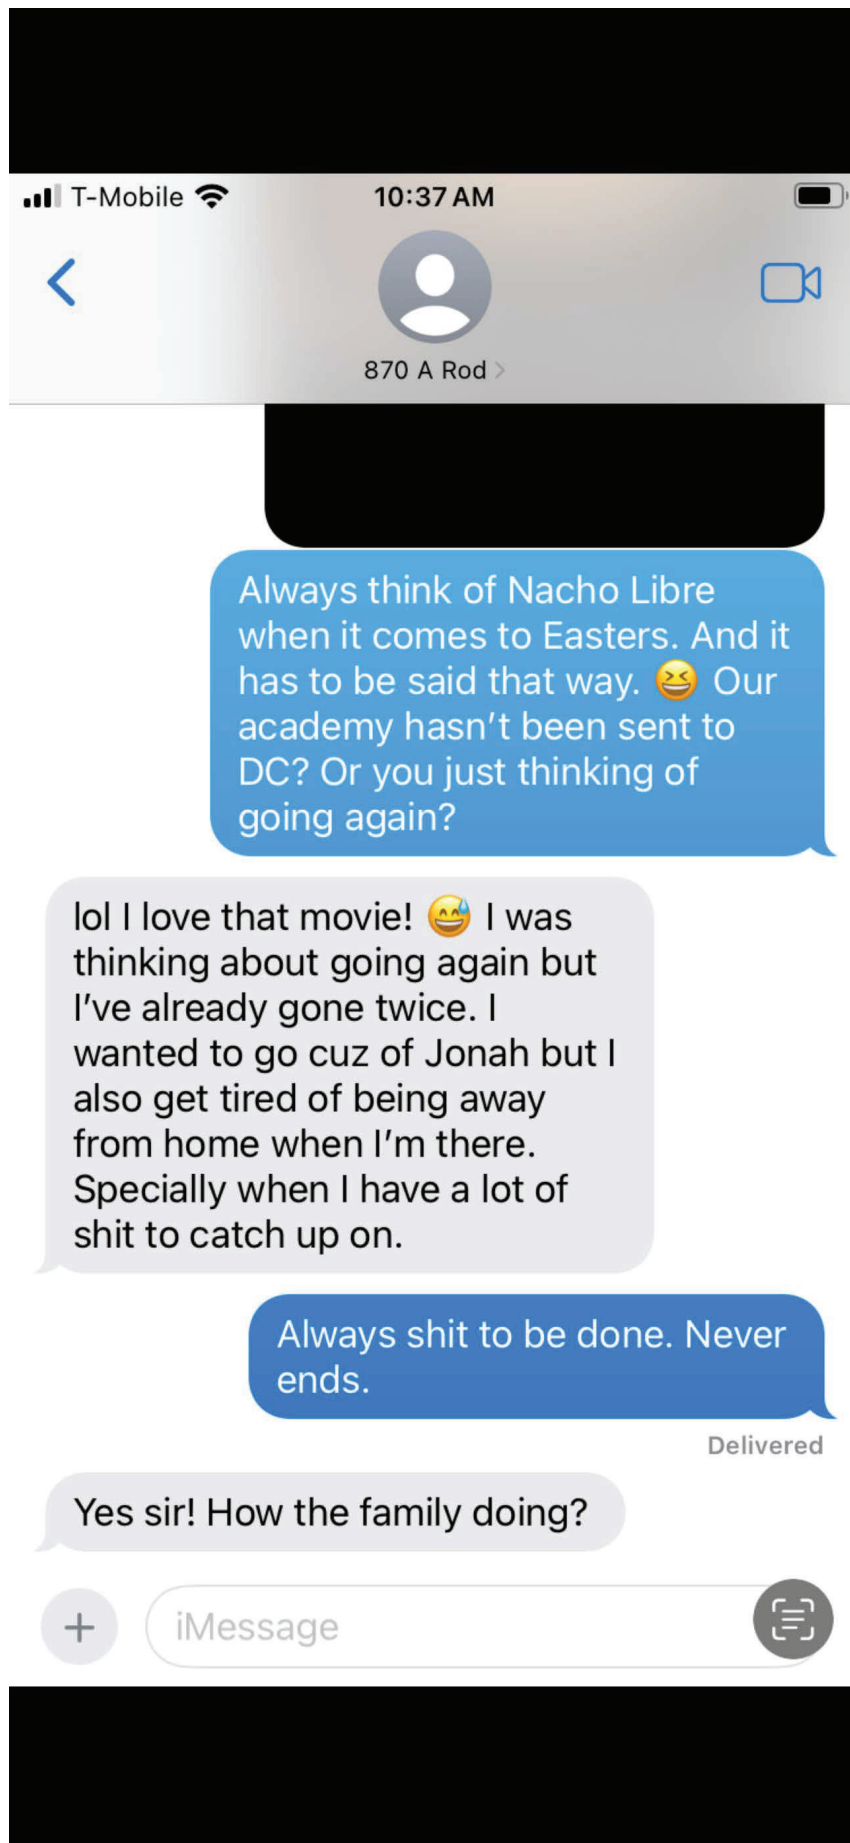 T-Mobile 10:37 AM
870 A Rod
Always think of Nacho Libre
when it comes to Easters. And it
has to be said that way. 😆 Our
academy hasn’t been sent to
DC? Or you just thinking of
going again?
lol I love that movie! 😅 I was
thinking about going again but
I’ve already gone twice. I
wanted to go cuz of Jonah but I
also get tired of being away
from home when I’m there.
Specially when I have a lot of
shit to catch up on.
Always shit to be done. Never
ends.
Delivered
Yes sir! How the family doing?
iMessage